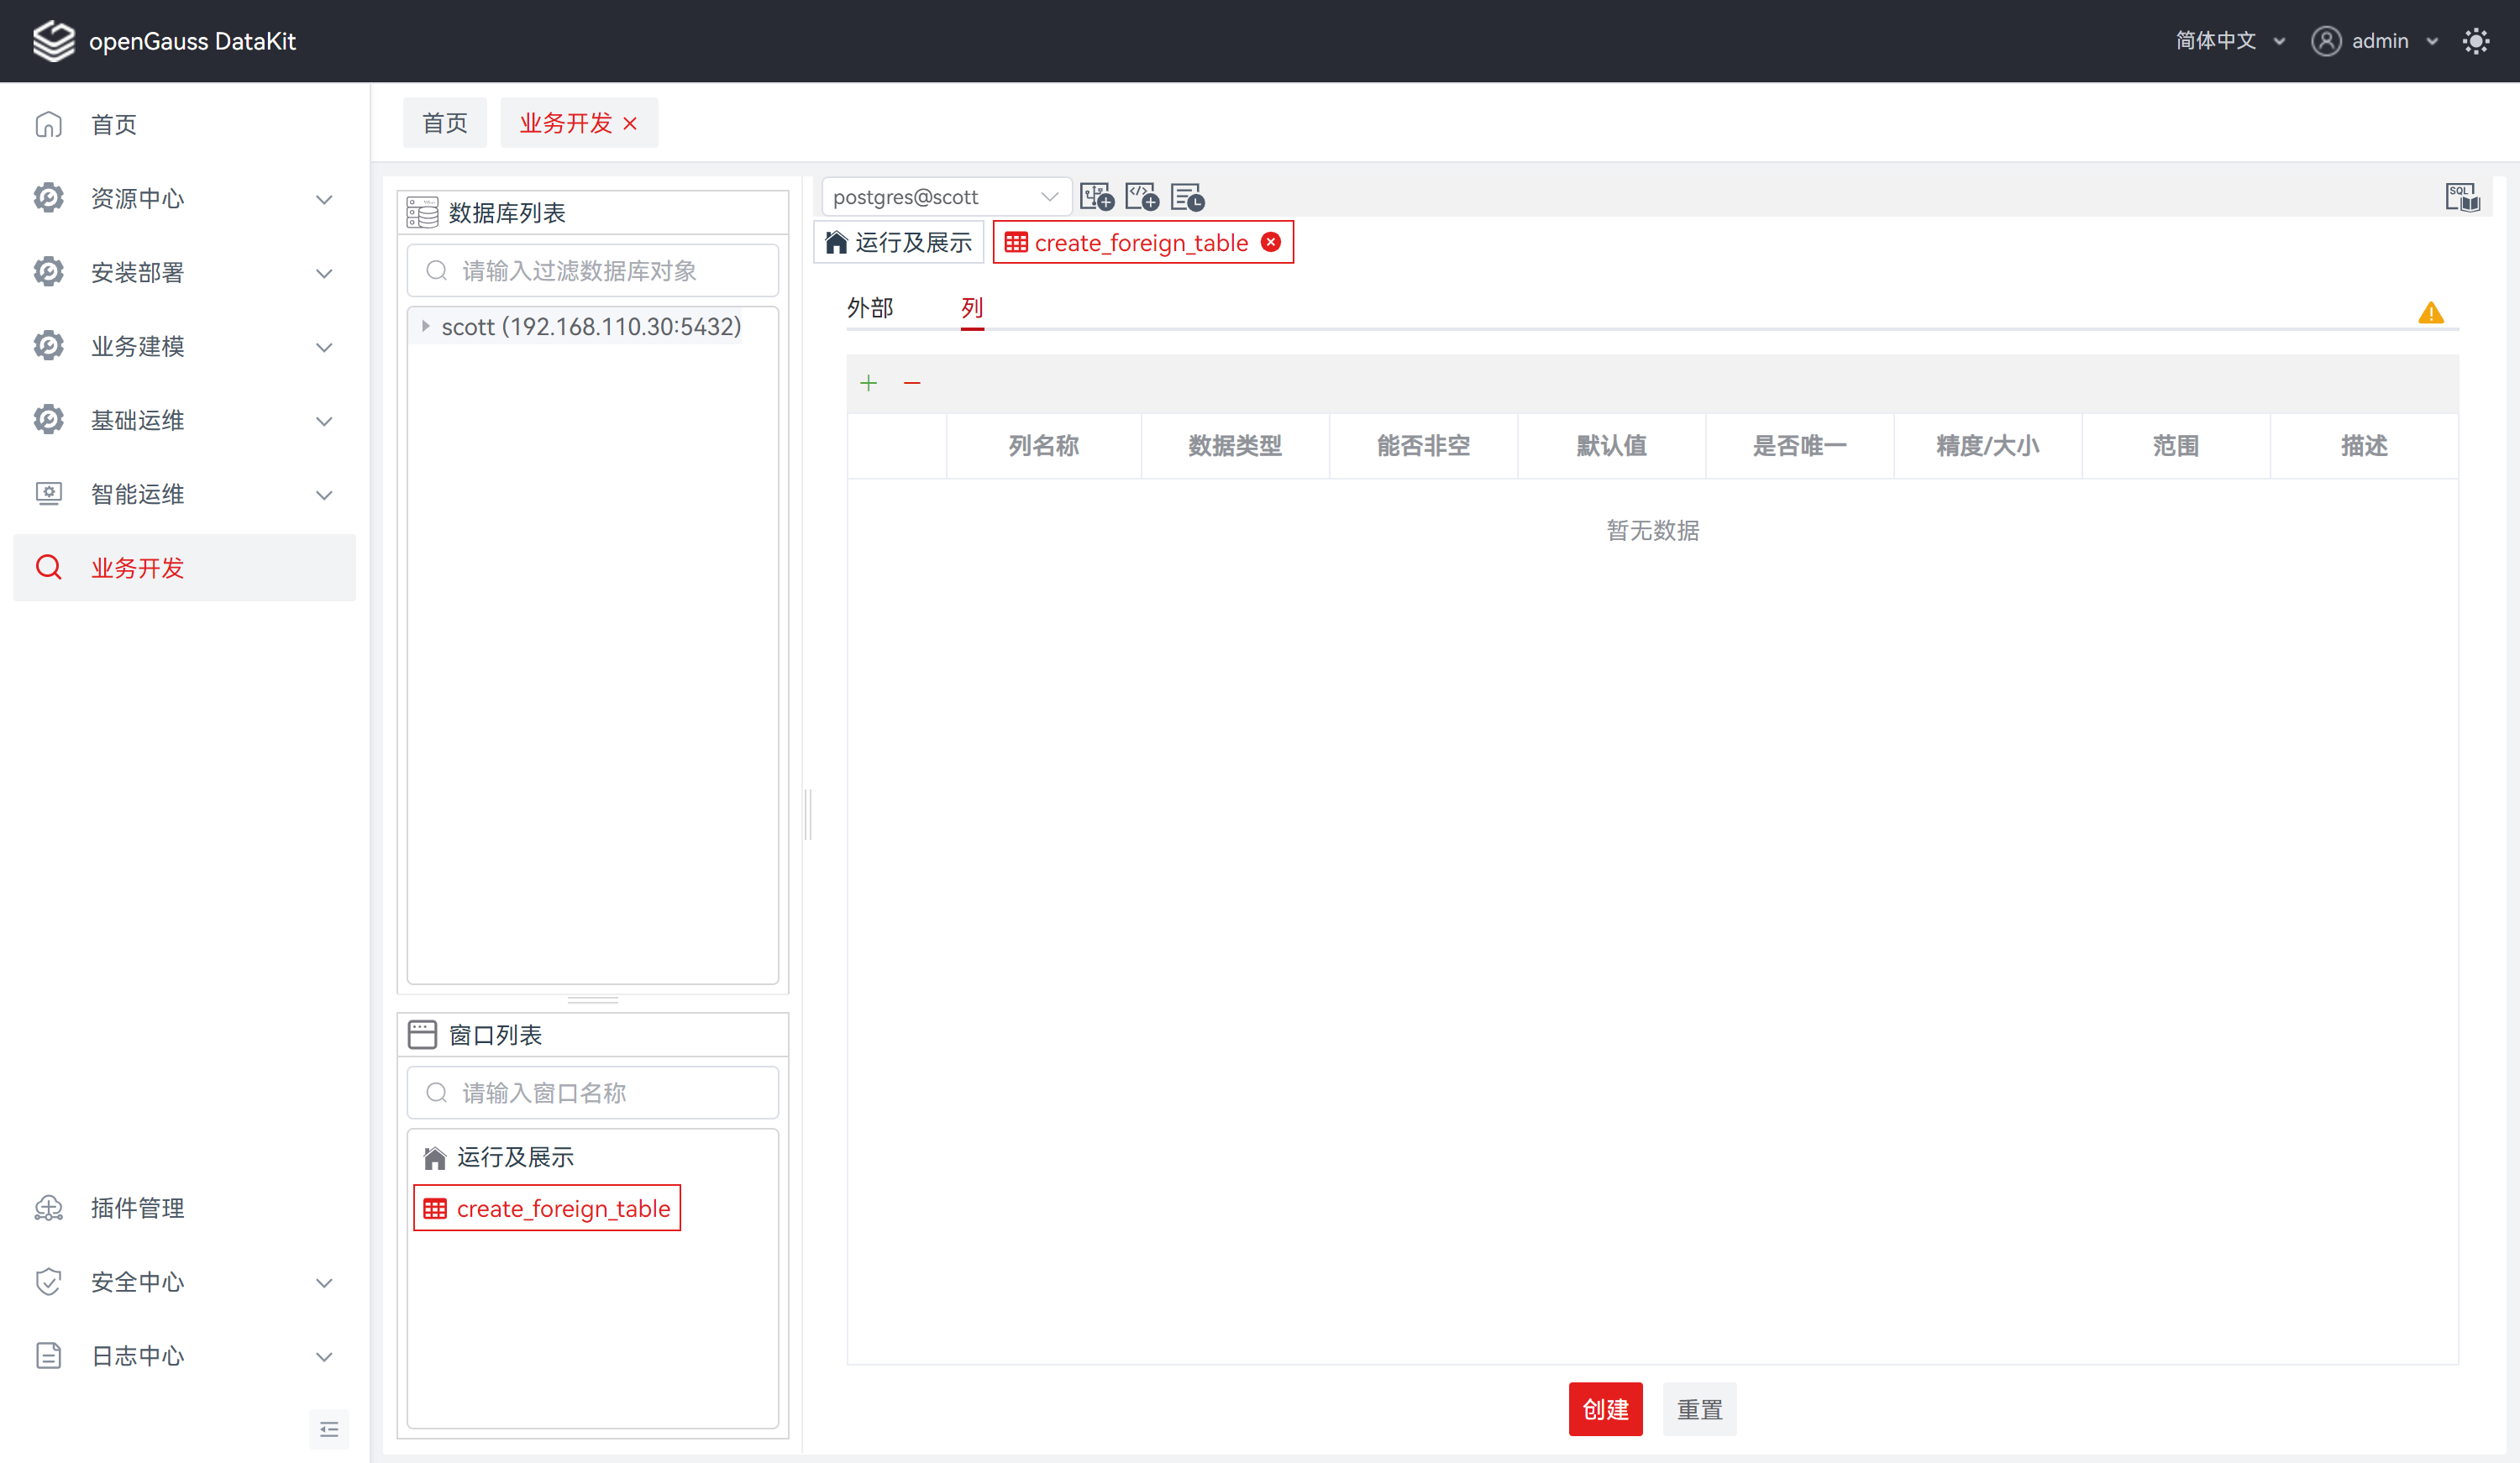 openGauss DataKit
简体中文
admin
首页
资源中心
安装部署
业务建模
基础运维
智能运维
业务开发
插件管理
安全中心
日志中心
首页
业务开发
数据库列表
请输入过滤数据库对象
scott (192.168.110.30:5432)
窗口列表
请输入窗口名称
运行及展示
create_foreign_table
postgres@scott
SQL
运行及展示
create_foreign_table
外部
列
列名称 数据类型 能否非空 默认值 是否唯一 精度/大小 范围 描述
暂无数据
创建
重置